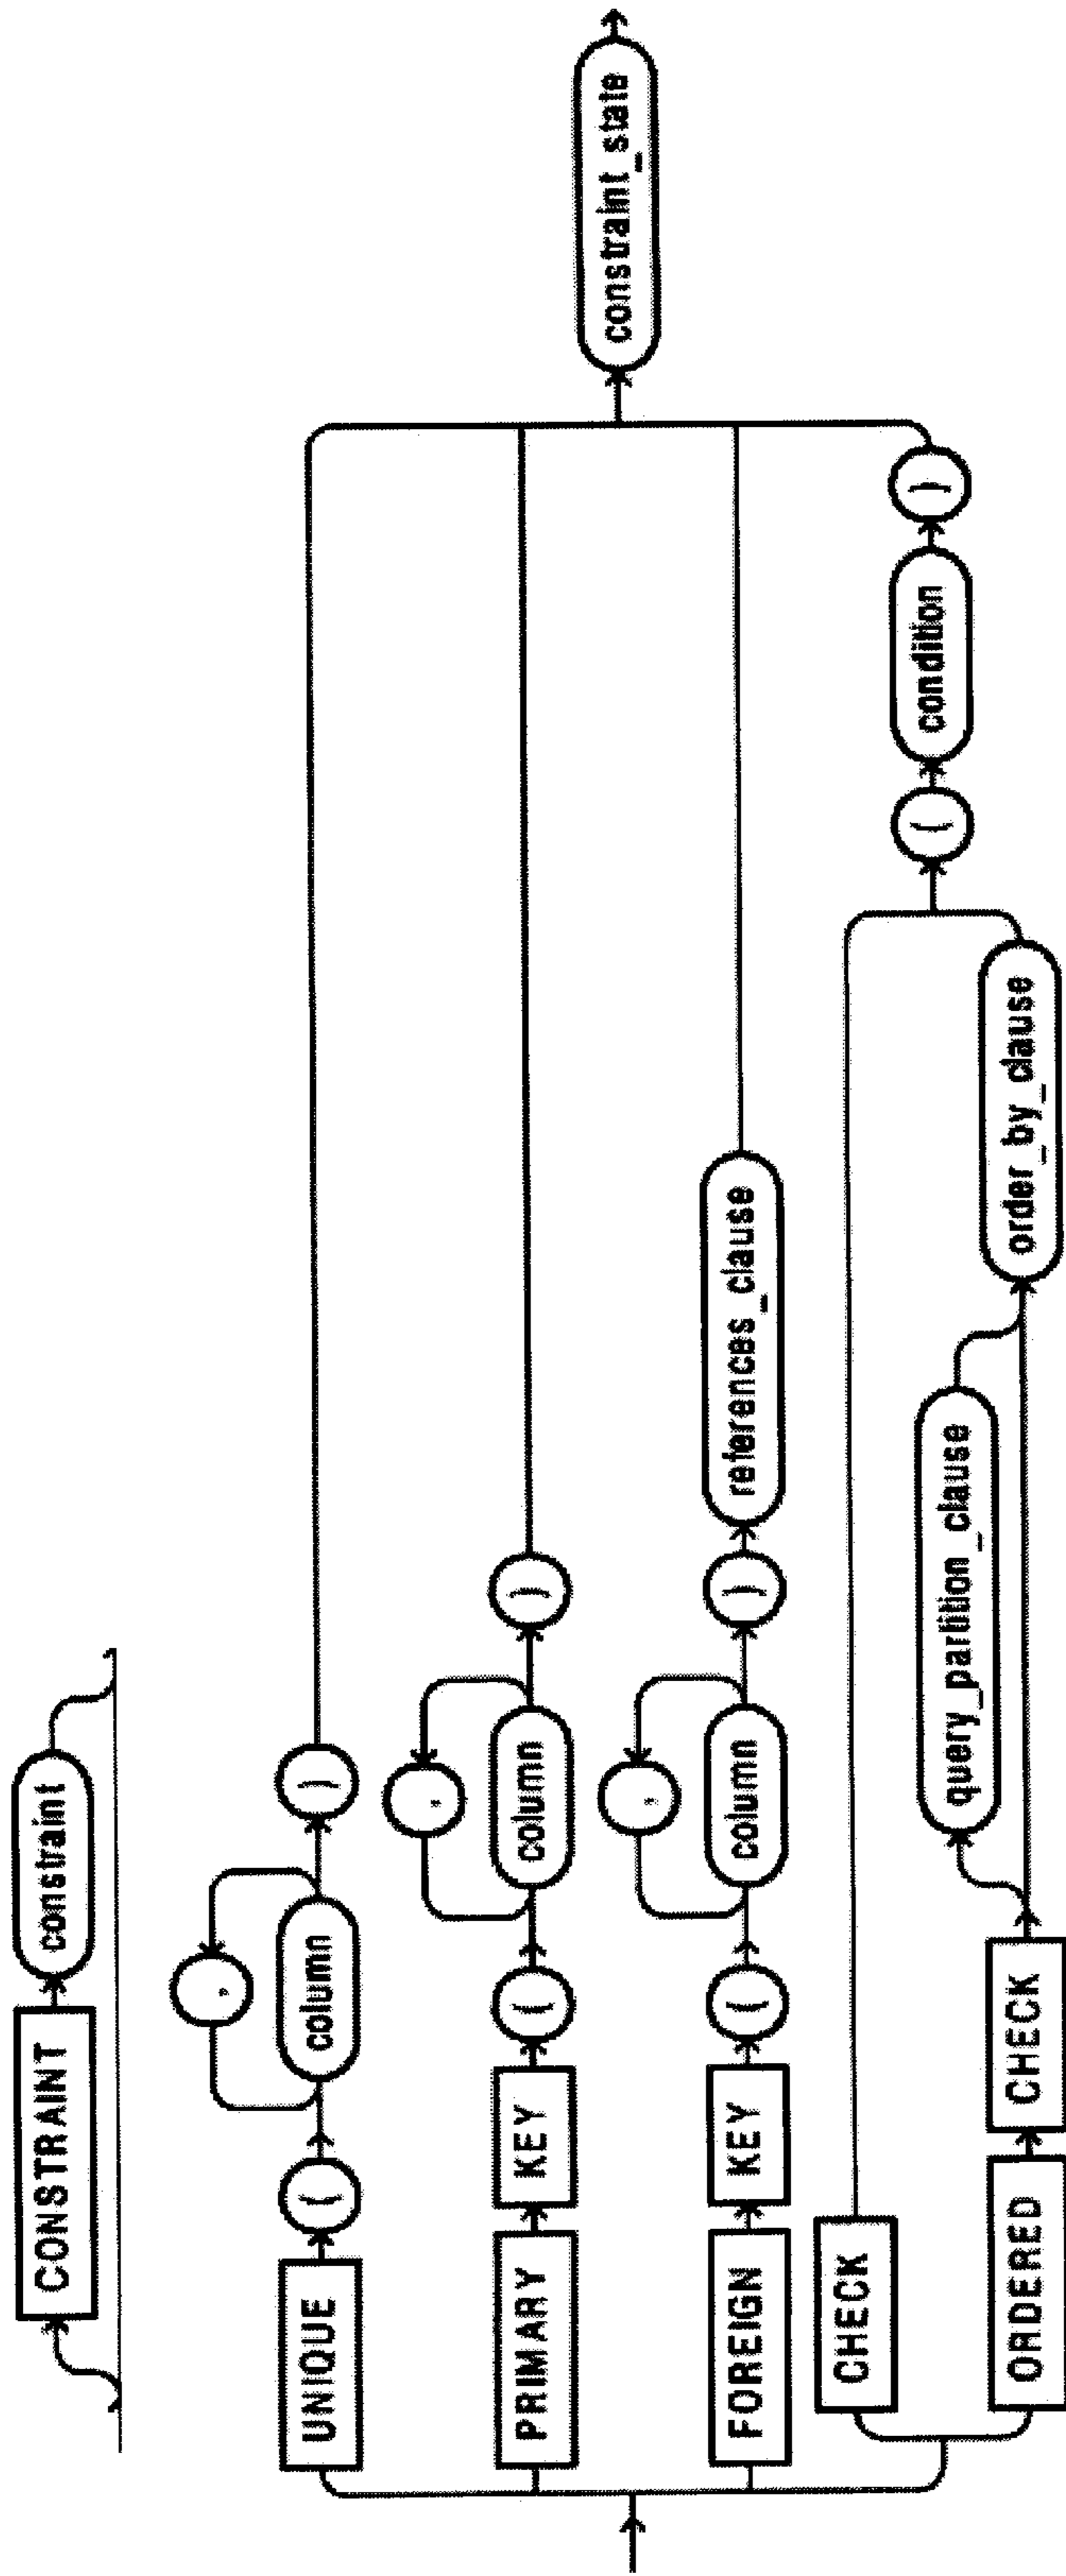 CONSTRAINT constraint
,
UNIQUE ( column )
,
PRIMARY KEY ( column )
constraint_state
,
FOREIGN KEY ( column ) references_clause
CHECK
( condition )
query_partition_clause
ORDERED CHECK order_by_clause